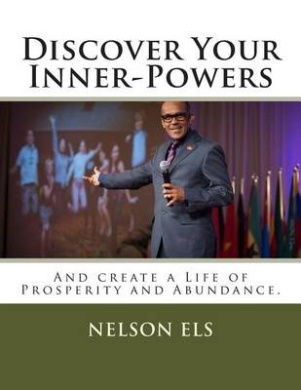 Discover Your
Inner-Powers
And create a Life of
Prosperity and Abundance.
NELSON ELS